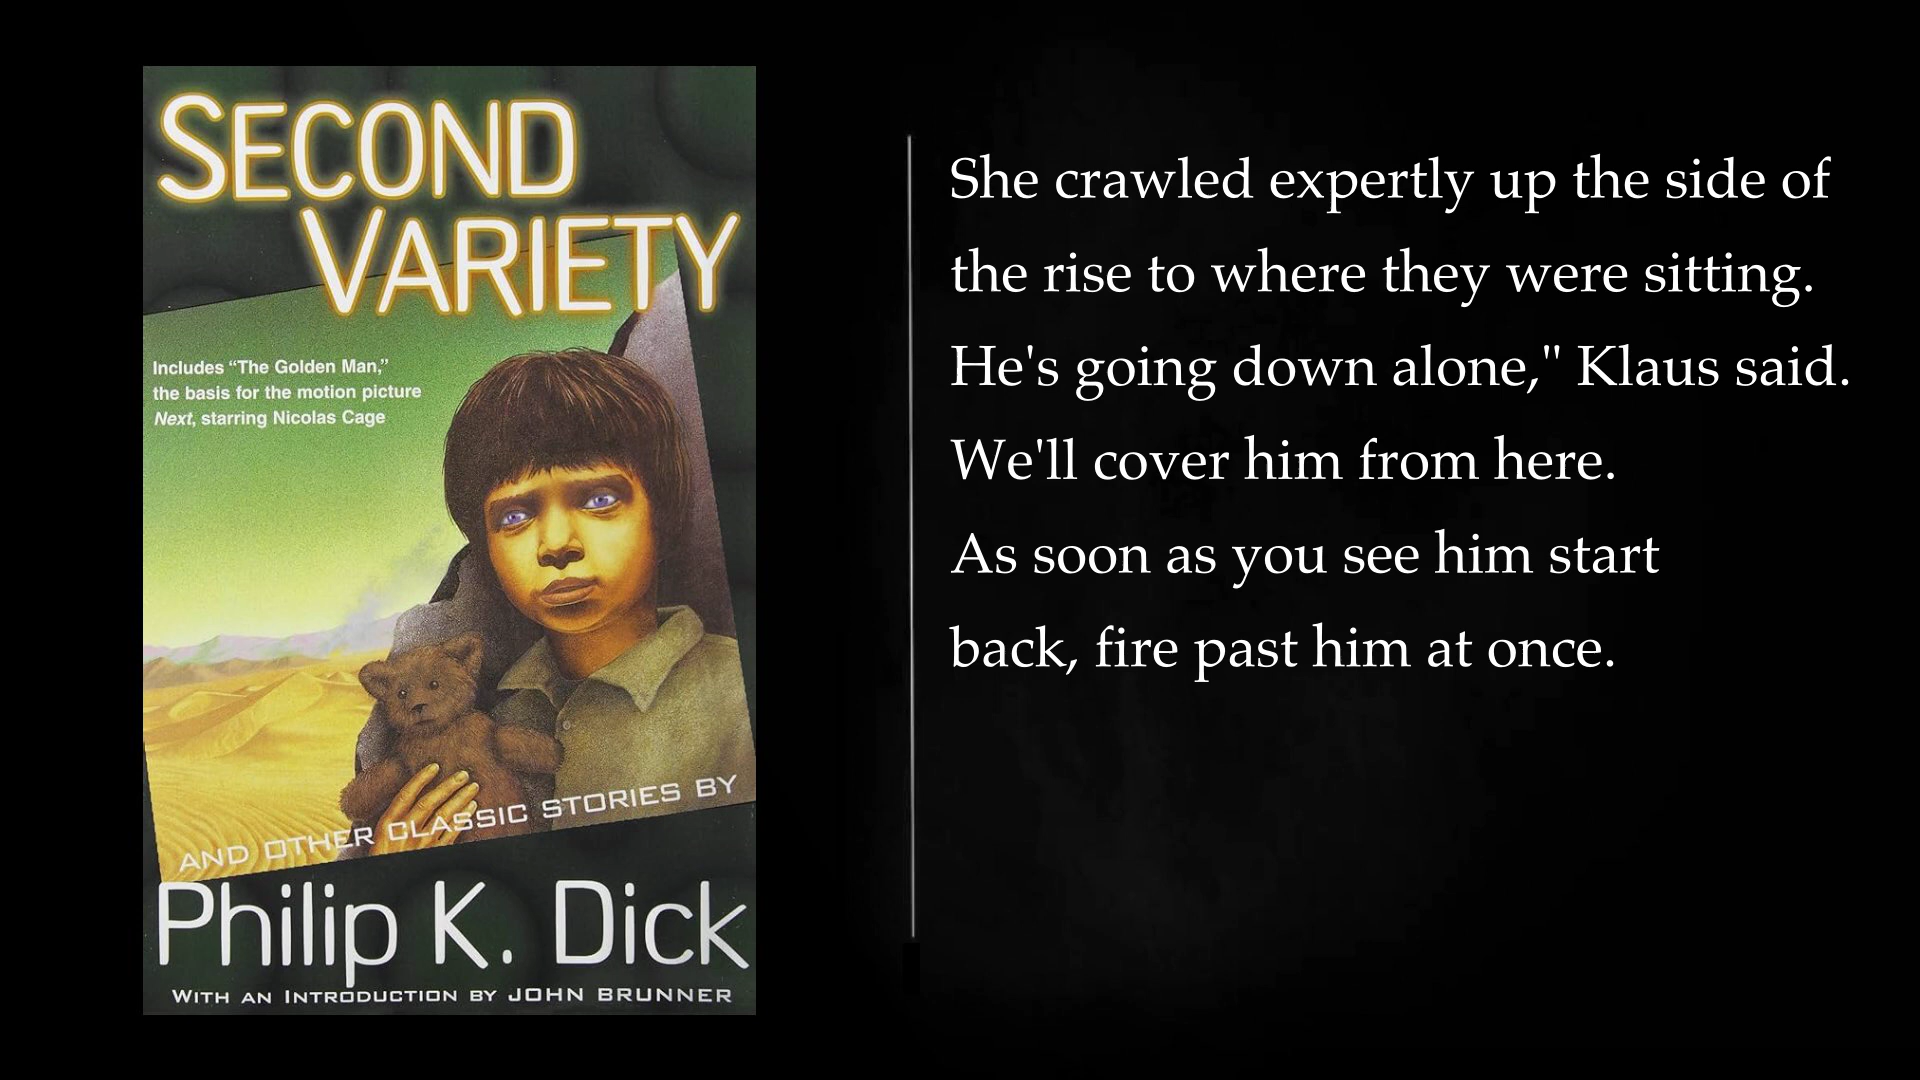 SECOND
VARIETY
Includes “The Golden Man,”
the basis for the motion picture
Next, starring Nicolas Cage
AND OTHER CLASSIC STORIES BY
Philip K. Dick
WITH AN INTRODUCTION BY JOHN BRUNNER
She crawled expertly up the side of
the rise to where they were sitting.
He's going down alone," Klaus said.
We'll cover him from here.
As soon as you see him start
back, fire past him at once.